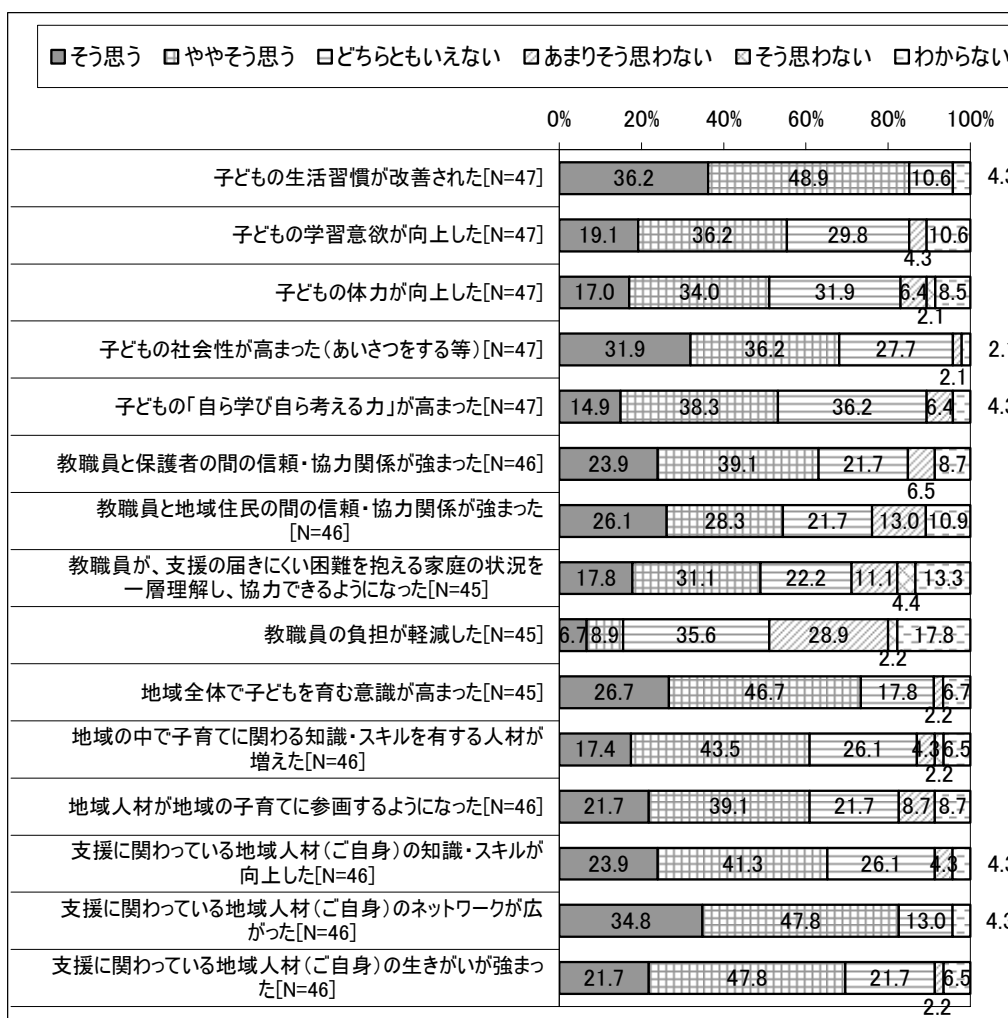 そう思う ややそう思う どちらともいえない あまりそう思わない そう思わない わからない
0% 20% 40% 60% 80% 100%
子どもの生活習慣が改善された[N=47] 36.2 48.9 10.6 4.3
子どもの学習意欲が向上した[N=47] 19.1 36.2 29.8 10.6
4.3
子どもの体力が向上した[N=47] 17.0 34.0 31.9 6.4 8.5
2.1
子どもの社会性が高まった(あいさつをする等)[N=47] 31.9 36.2 27.7 2.
2.1
子どもの「自ら学び自ら考える力」が高まった[N=47] 14.9 38.3 36.2 6.4 4.3
教職員と保護者の間の信頼・協力関係が強まった[N=46] 23.9 39.1 21.7 8.7
6.5
教職員と地域住民の間の信頼・協力関係が強まった
[N=46] 26.1 28.3 21.7 13.0 10.9
教職員が、支援の届きにくい困難を抱える家庭の状況を
一層理解し、協力できるようになった[N=45] 17.8 31.1 22.2 11.1 13.3
4.4
教職員の負担が軽減した[N=45] 6.7 8.9 35.6 28.9 17.8
2.2
地域全体で子どもを育む意識が高まった[N=45] 26.7 46.7 17.8 6.7
2.2
地域の中で子育てに関わる知識・スキルを有する人材が
増えた[N=46] 17.4 43.5 26.1 4.3 6.5
2.2
地域人材が地域の子育てに参画するようになった[N=46] 21.7 39.1 21.7 8.7 8.7
支援に関わっている地域人材(ご自身)の知識・スキルが
向上した[N=46] 23.9 41.3 26.1 4.3 4.3
支援に関わっている地域人材(ご自身)のネットワークが広
がった[N=46] 34.8 47.8 13.0 4.3
支援に関わっている地域人材(ご自身)の生きがいが強まっ
た[N=46] 21.7 47.8 21.7 6.5
2.2